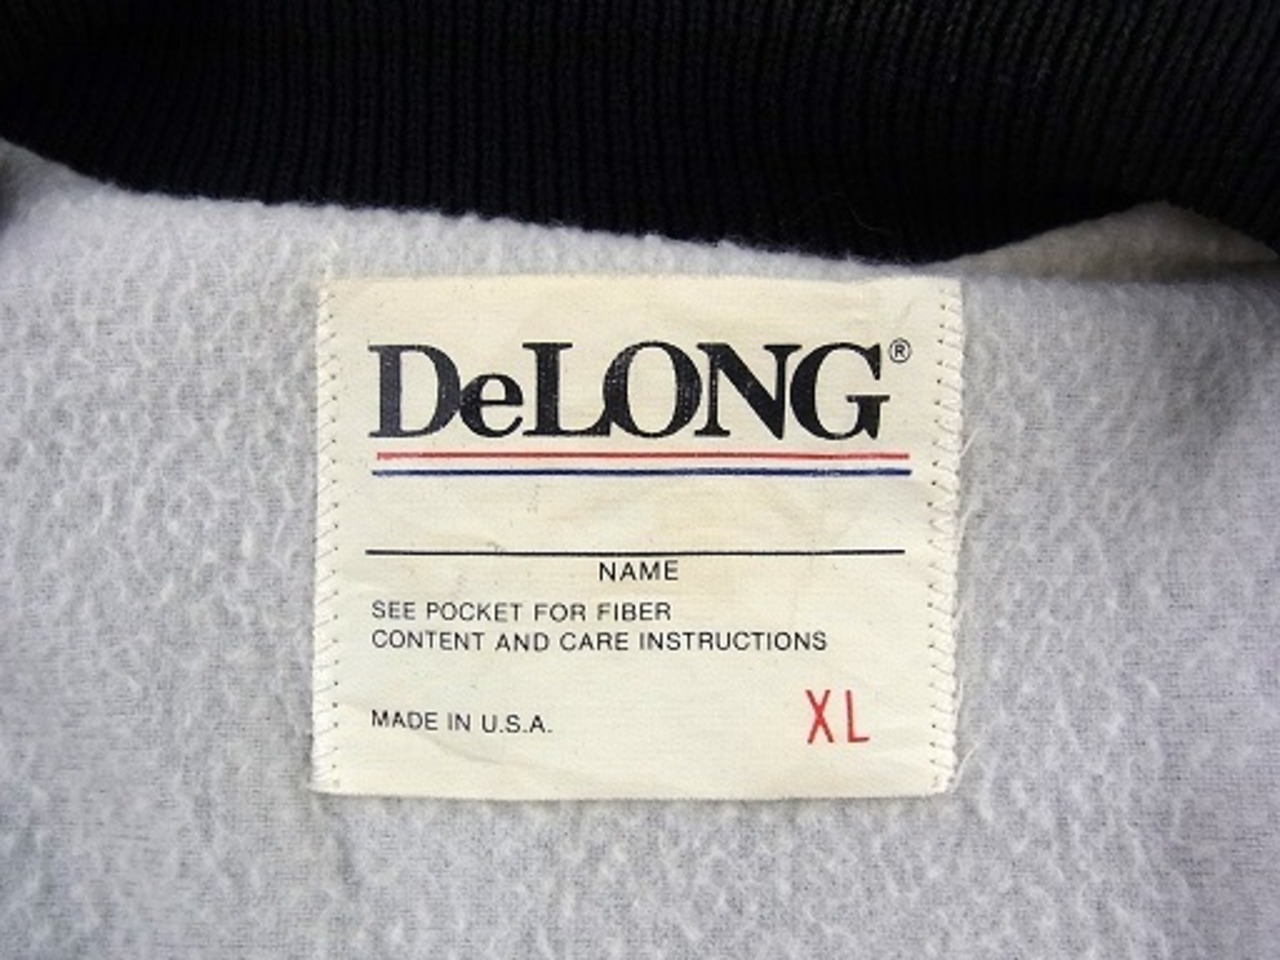 DeLONG®
NAME
SEE POCKET FOR FIBER
CONTENT AND CARE INSTRUCTIONS
MADE IN U.S.A.
XL